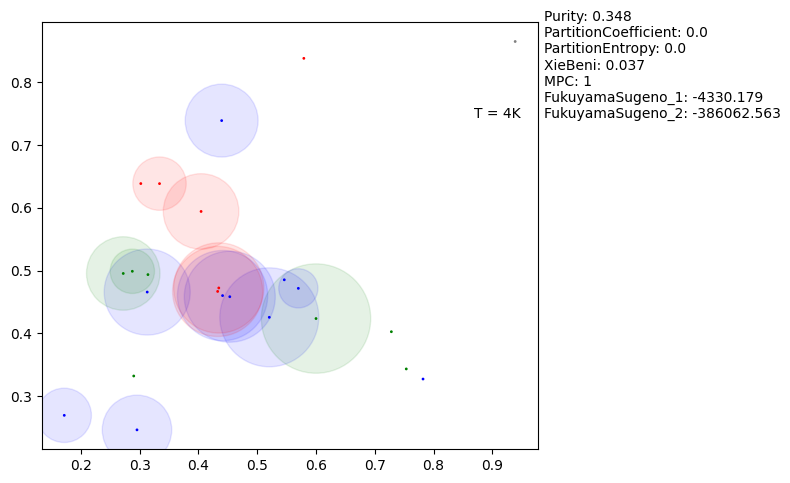 Purity: 0.348
PartitionCoefficient: 0.0
PartitionEntropy: 0.0
XieBeni: 0.037
MPC: 1
FukuyamaSugeno_1: -4330.179
FukuyamaSugeno_2: -386062.563
T = 4K
0.8
0.7
0.6
0.5
0.4
0.3
0.2 0.3 0.4 0.5 0.6 0.7 0.8 0.9